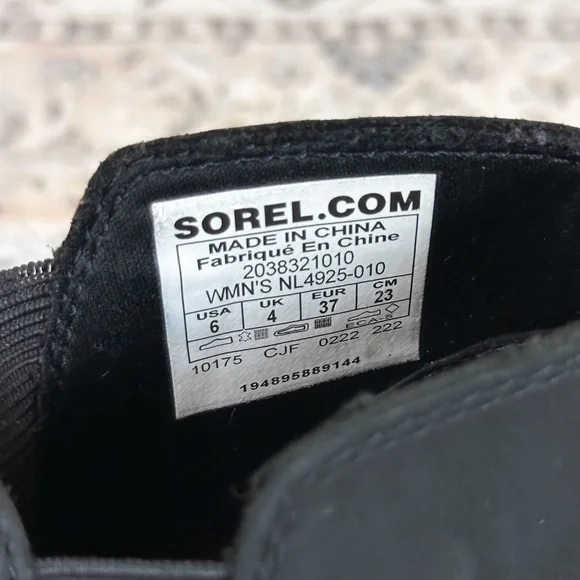 SOREL.COM
MADE IN CHINA
Fabriqué En Chine
2038321010
WMN'S NL4925-010
USA UK EUR CM
6 4 37 23
ECA-S
10175 CJF 0222 222
194895889144